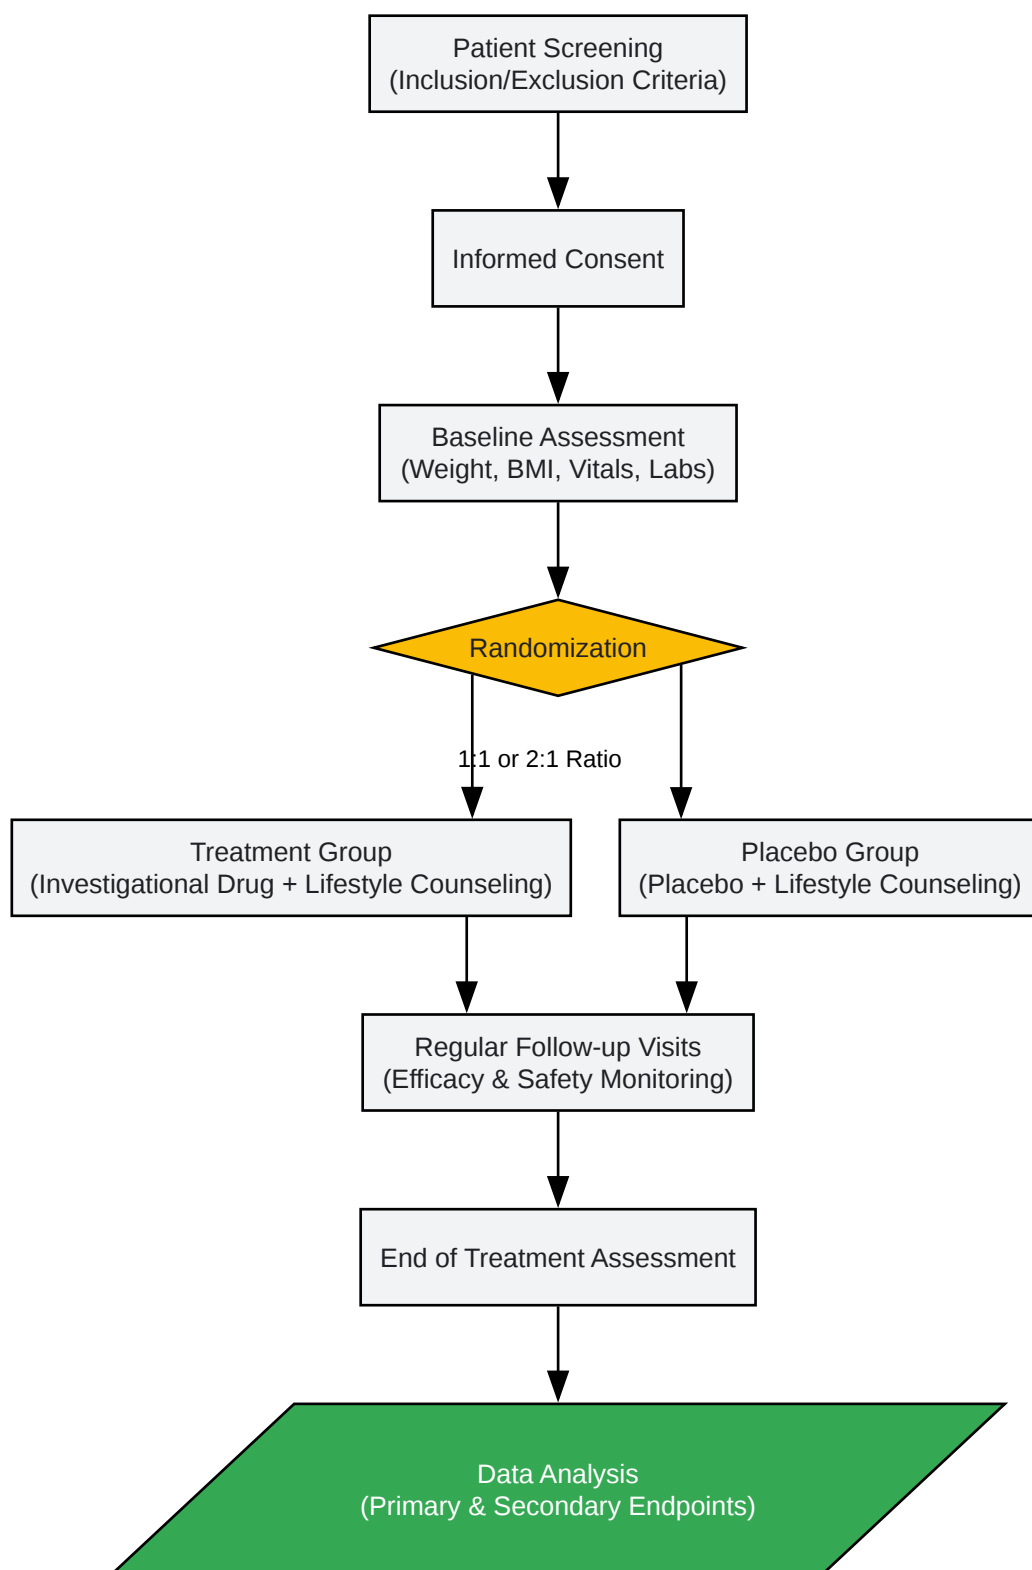 Patient Screening
(Inclusion/Exclusion Criteria)
Informed Consent
Baseline Assessment
(Weight, BMI, Vitals, Labs)
Randomization
1:1 or 2:1 Ratio
Treatment Group
(Investigational Drug + Lifestyle Counseling)
Placebo Group
(Placebo + Lifestyle Counseling)
Regular Follow-up Visits
(Efficacy & Safety Monitoring)
End of Treatment Assessment
Data Analysis
(Primary & Secondary Endpoints)